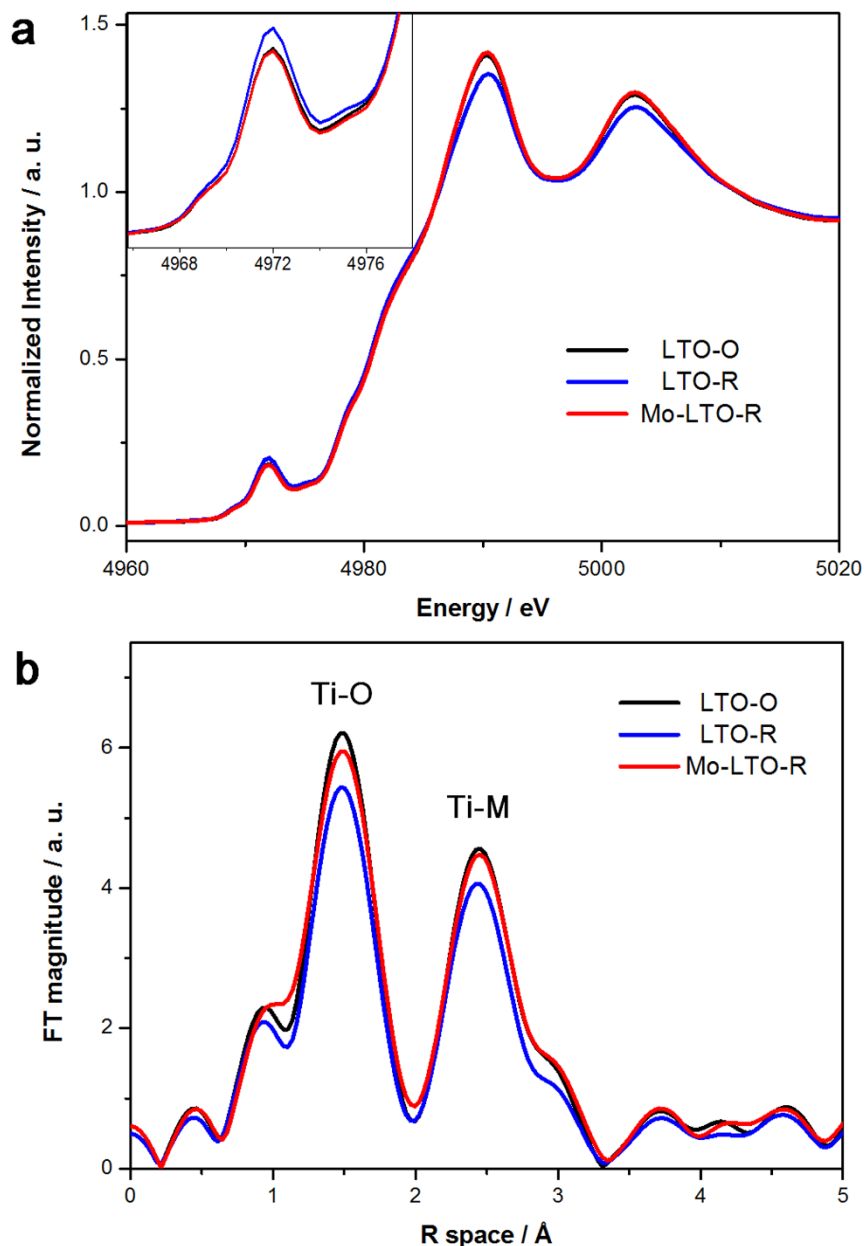 a
1.5
1.0
0.5
0.0
4968 4972 4976
LTO-O
LTO-R
Mo-LTO-R
Normalized Intensity / a. u.
4960 4980 5000 5020
Energy / eV
b
Ti-O
Ti-M
LTO-O
LTO-R
Mo-LTO-R
6
4
2
0
FT magnitude / a. u.
0 1 2 3 4 5
R space / Å